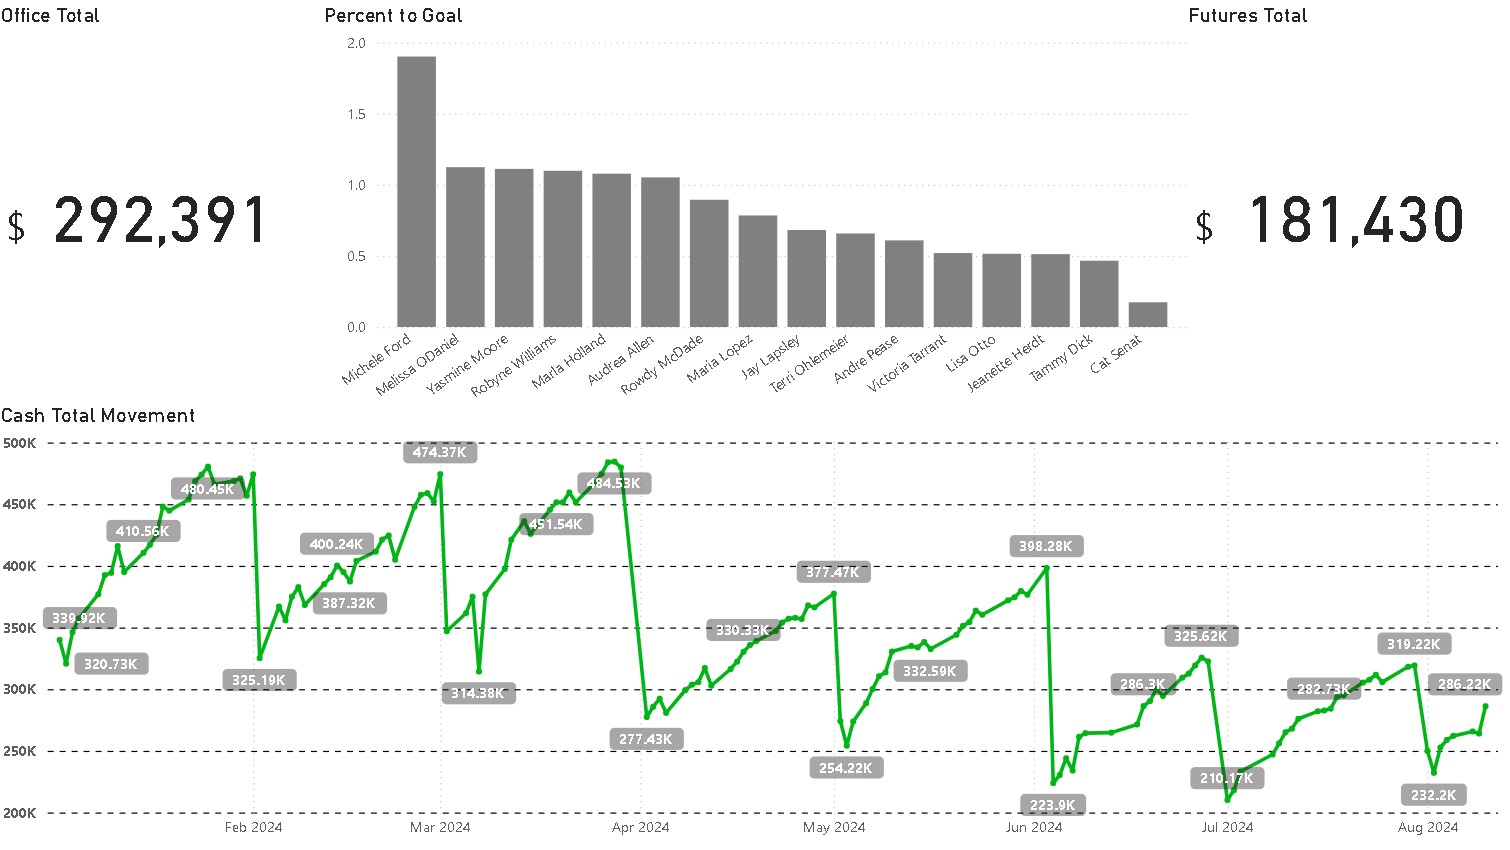 Office Total
Percent to Goal
Futures Total
2.0
1.5
1.0
0.5
0.0
$ 292,391
$ 181,430
Michele Ford
Melissa ODaniel
Yasmine Moore
Robyne Williams
Marla Holland
Audrea Allen
Rowdy McDade
Maria Lopez
Jay Lapsley
Terri Ohlemeier
Andre Pease
Victoria Tarrant
Lisa Otto
Jeanette Herdt
Tammy Dick
Cat Senat
Cash Total Movement
500K
450K
400K
350K
300K
250K
200K
339.92K
320.73K
410.56K
480.45K
325.19K
400.24K
387.32K
474.37K
314.38K
451.54K
484.53K
277.43K
330.33K
377.47K
254.22K
332.59K
398.28K
223.9K
286.3K
325.62K
210.17K
282.73K
319.22K
232.2K
286.22K
Feb 2024
Mar 2024
Apr 2024
May 2024
Jun 2024
Jul 2024
Aug 2024